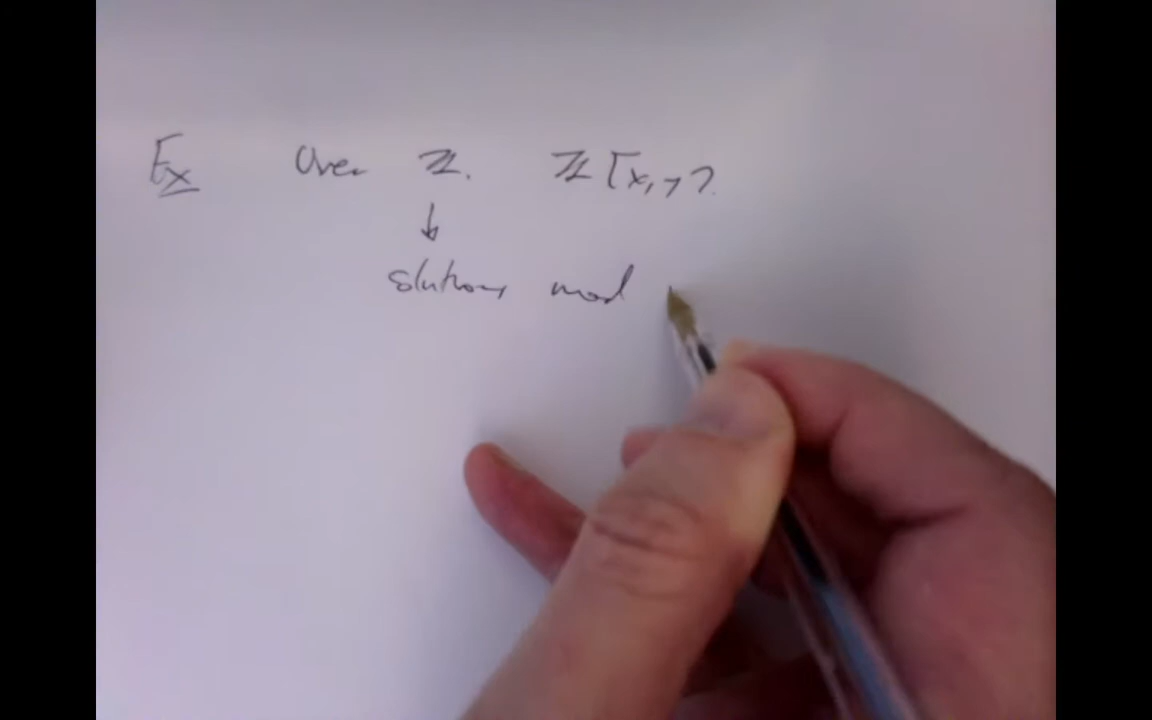 Ex Over ℤ. ℤ[x,y].
↓
solutions mod